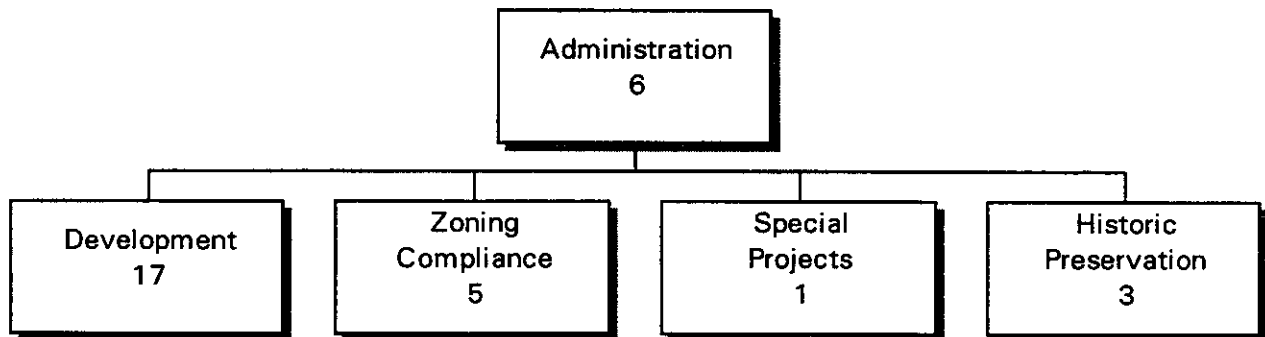 Administration
6
Development
17
Zoning
Compliance
5
Special
Projects
1
Historic
Preservation
3